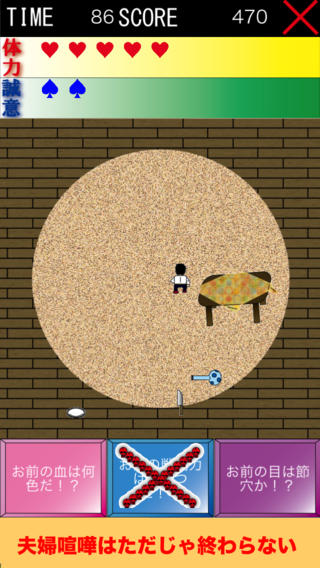 TIME 86 SCORE 470
体力
誠意
お前の血は何
色だ！？
お前の目は節
穴か！？
夫婦喧嘩はただじゃ終わらない